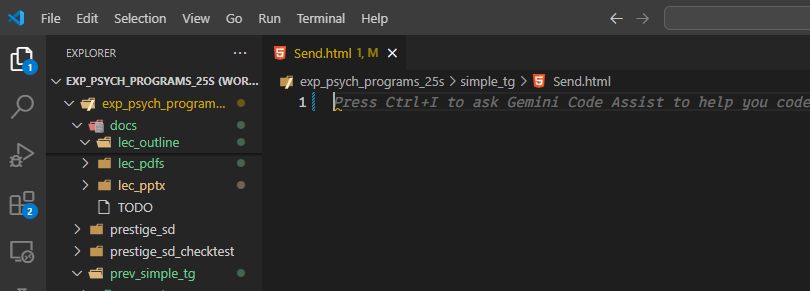 File Edit Selection View Go Run Terminal Help
EXPLORER ···
Send.html 1, M
1
EXP_PSYCH_PROGRAMS_25S (WOR...
exp_psych_programs_25s > simple_tg > Send.html
exp_psych_program...
1 Press Ctrl+I to ask Gemini Code Assist to help you code
docs
lec_outline
lec_pdfs
lec_pptx
TODO
2
prestige_sd
prestige_sd_checktest
prev_simple_tg